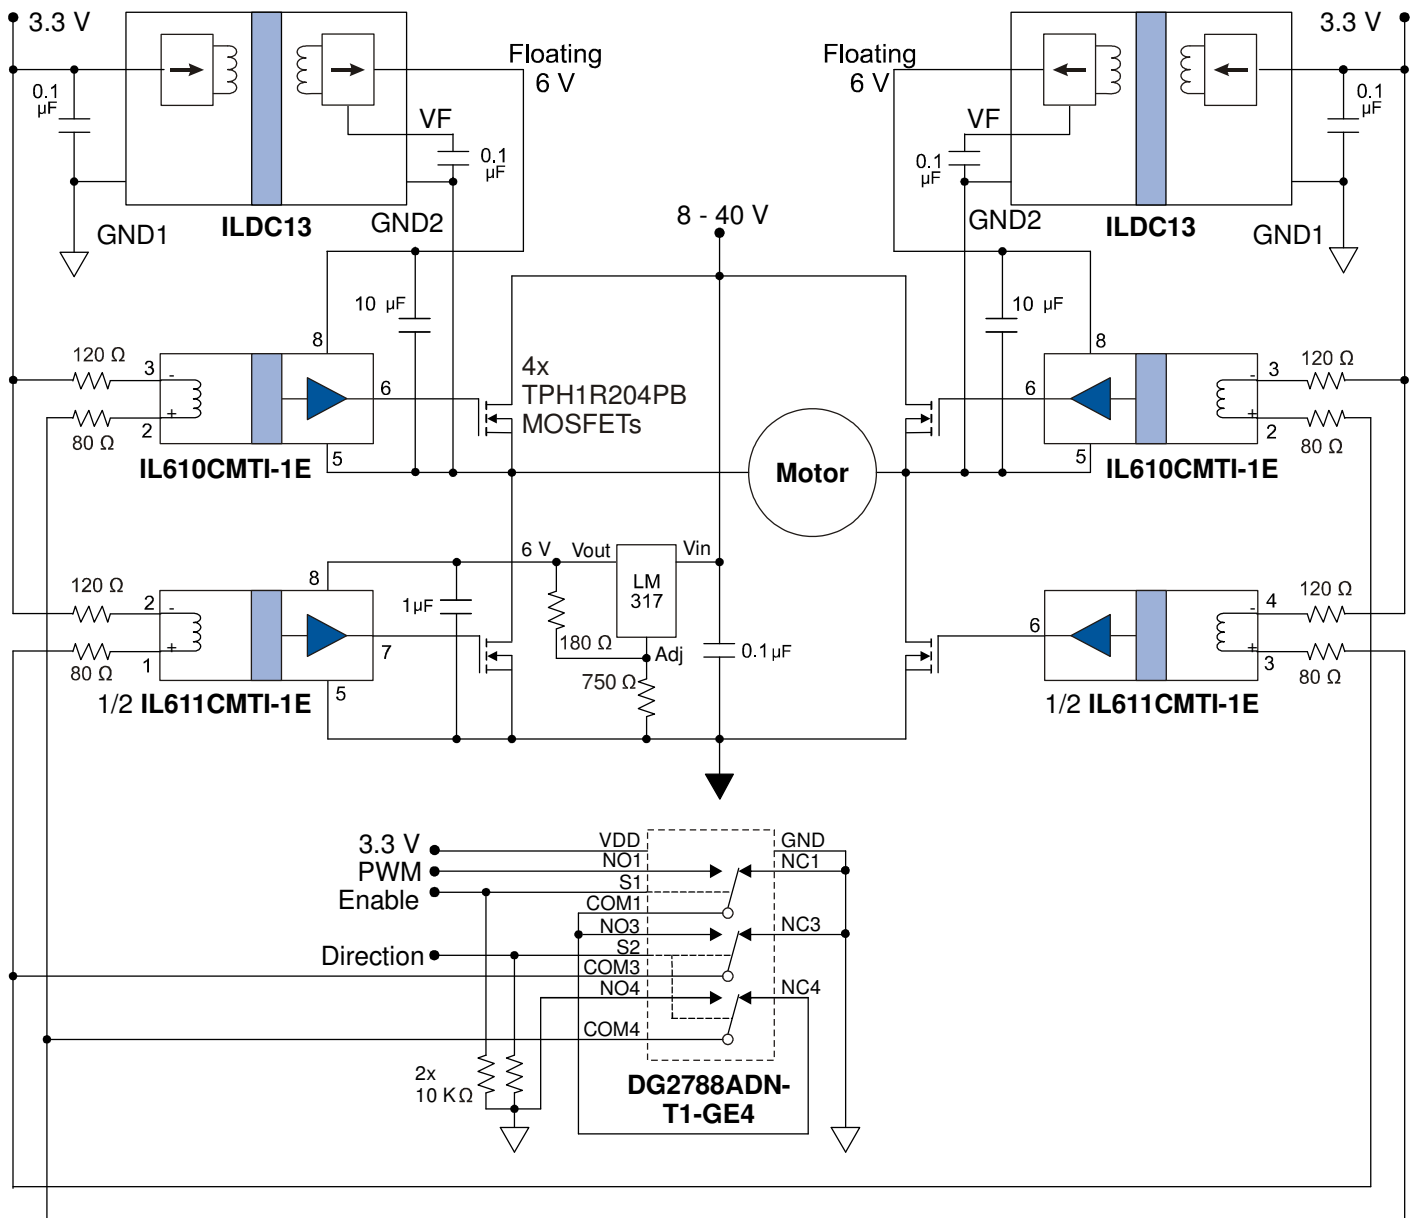 3.3 V
3.3 V
Floating
6 V
Floating
6 V
0.1
µF
0.1
µF
VF
VF
0.1
µF
0.1
µF
GND1
ILDC13
GND2
8 - 40 V
GND2
ILDC13
GND1
10 µF
10 µF
8
8
120 Ω
3
-
6
4x
TPH1R204PB
MOSFETs
6
-
3
120 Ω
+
2
80 Ω
5
+
2
80 Ω
5
IL610CMTI-1E
Motor
IL610CMTI-1E
6 V
Vout
Vin
LM
317
8
120 Ω
2
-
1µF
180 Ω
Adj
0.1µF
7
6
-
4
120 Ω
+
1
80 Ω
5
750 Ω
+
3
80 Ω
1/2 IL611CMTI-1E
1/2 IL611CMTI-1E
3.3 V
VDD
GND
PWM
NO1
NC1
Enable
S1
COM1
NO3
NC3
Direction
S2
COM3
NO4
NC4
COM4
2x
10 KΩ
DG2788ADN-
T1-GE4